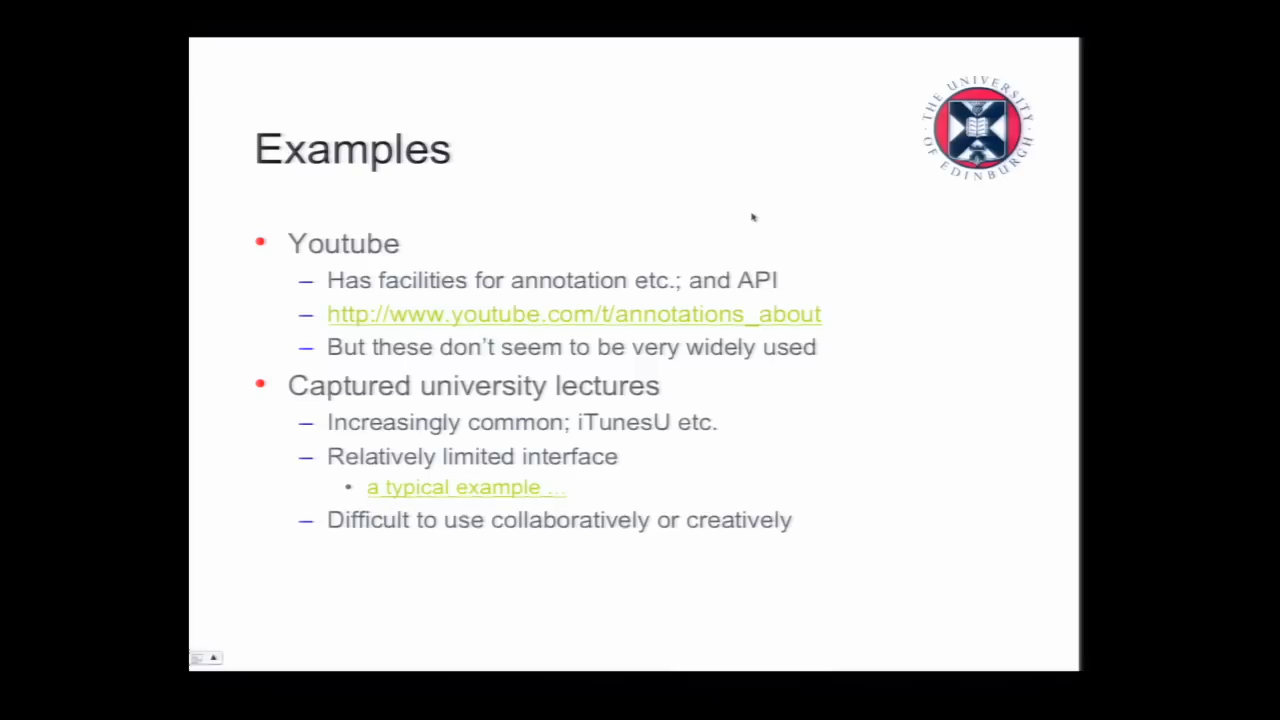 THE UNIVERSITY OF EDINBURGH
Examples
• Youtube
– Has facilities for annotation etc.; and API
– http://www.youtube.com/t/annotations_about
– But these don't seem to be very widely used
• Captured university lectures
– Increasingly common; iTunesU etc.
– Relatively limited interface
• a typical example ...
– Difficult to use collaboratively or creatively